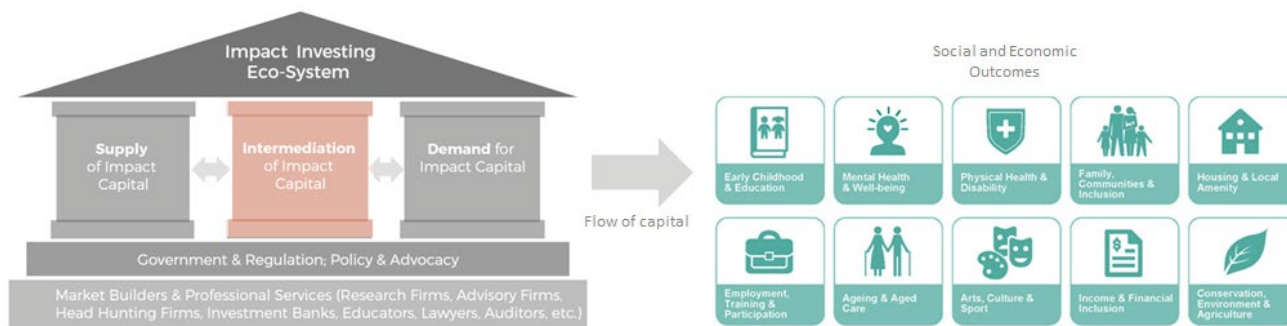 Impact Investing
Eco-System
Supply
of Impact
Capital
Intermediation
of Impact
Capital
Demand for
Impact Capital
Government & Regulation; Policy & Advocacy
Market Builders & Professional Services (Research Firms, Advisory Firms,
Head Hunting Firms, Investment Banks, Educators, Lawyers, Auditors, etc.)
Flow of capital
Social and Economic
Outcomes
Early Childhood
& Education
Mental Health
& Well-being
Physical Health &
Disability
Family,
Communities &
Inclusion
Housing & Local
Amenity
Employment,
Training &
Participation
Ageing & Aged
Care
Arts, Culture &
Sport
$
Income & Financial
Inclusion
Conservation,
Environment &
Agriculture